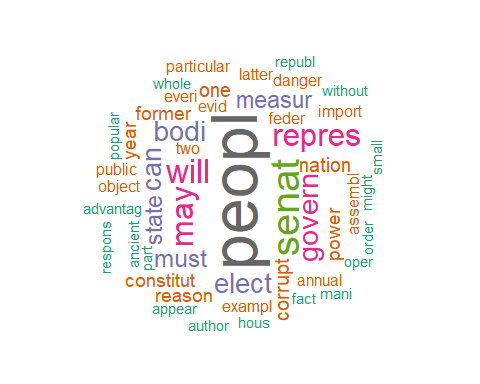 republ
particular
latter
danger
whole
without
everi
one
measur
evid
former
feder
import
popular
year
bodi
repres
two
peopl
small
public
can
will
nation
object
senat
might
assembl
may
govern
advantag
state
power
order
ancient
part
respons
must
oper
constitut
elect
corrupt
annual
reason
mani
appear
exampl
fact
author
hous